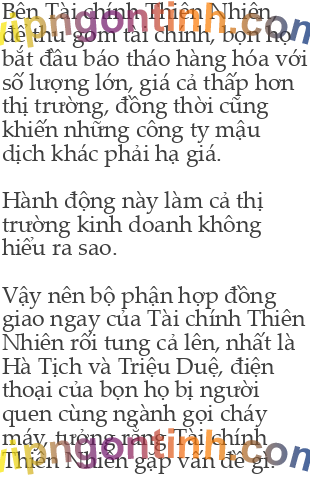 Bên Tài chính Thiên Nhiên
để thu gom tài chính, bọn họ
bắt đầu báo tháo hàng hóa với
số lượng lớn, giá cả thấp hơn
thị trường, đồng thời cũng
khiến những công ty mậu
dịch khác phải hạ giá.
Hành động này làm cả thị
trường kinh doanh không
hiểu ra sao.
Vậy nên bộ phận hợp đồng
giao ngay của Tài chính Thiên
Nhiên rối tung cả lên, nhất là
Hà Tịch và Triệu Duệ, điện
thoại của bọn họ bị người
quen cùng ngành gọi cháy
máy, tưởng rằng Tài chính
Thiên Nhiên gặp vấn đề gì.
vipngontinh.com
vipngontinh.com